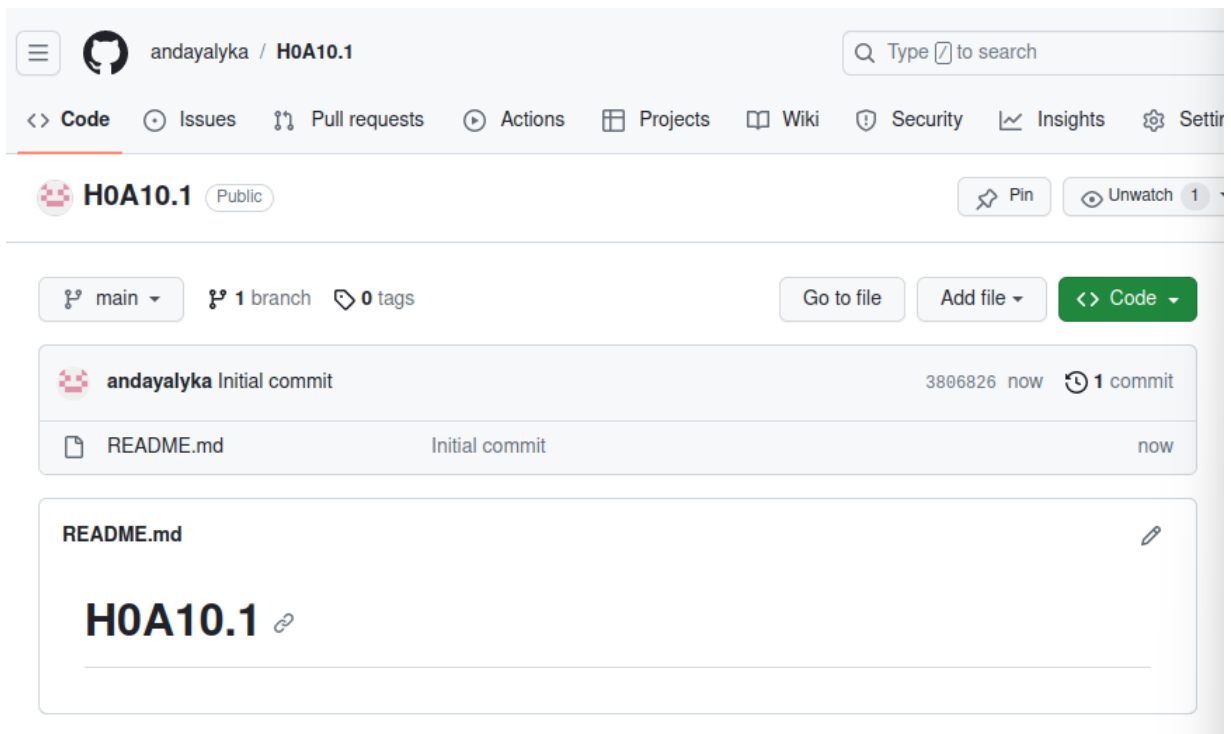 andayalyka / H0A10.1
Type / to search
Code Issues Pull requests Actions Projects Wiki Security Insights Settin
H0A10.1 Public
Pin Unwatch 1
main 1 branch 0 tags
Go to file Add file Code
andayalyka Initial commit 3806826 now 1 commit
README.md Initial commit now
README.md
H0A10.1